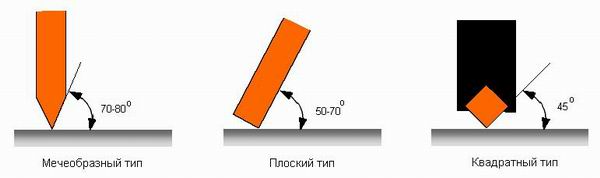 70-80°
50-70°
45°
Мечеобразный тип
Плоский тип
Квадратный тип